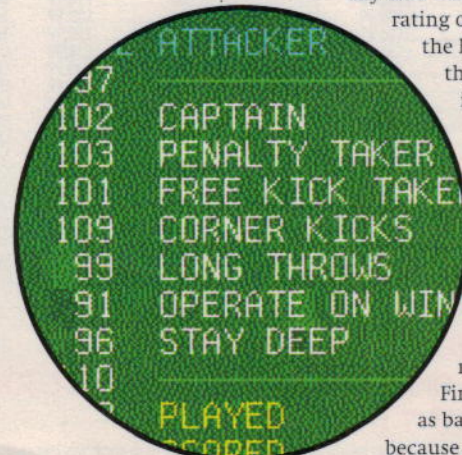 rating o
the
ATTACKER
97
102 CAPTAIN
103 PENALTY TAKER
101 FREE KICK TAKE
109 CORNER KICKS
99 LONG THROWS
91 OPERATE ON WIN
96 STAY DEEP
10
PLAYED
SCORED
Fin
as ba
because